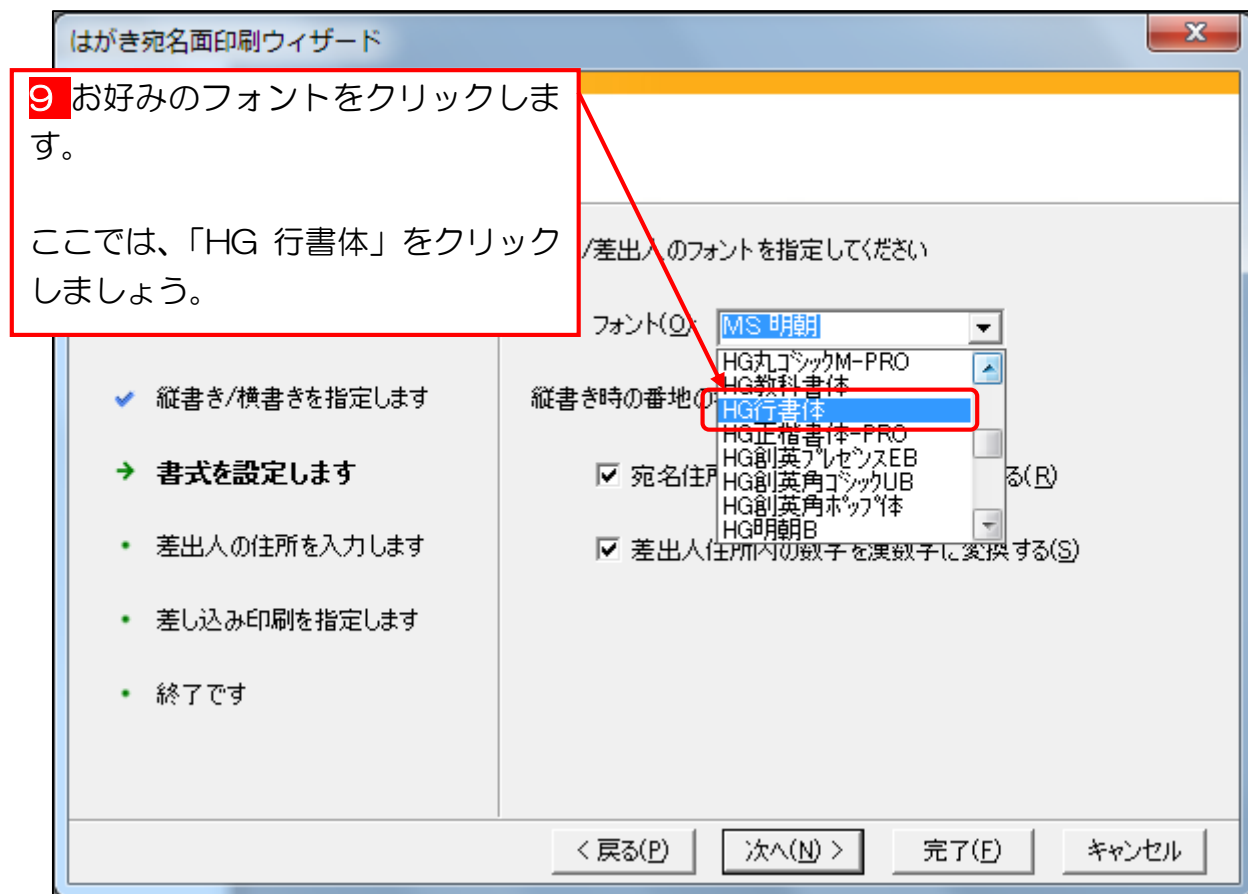 はがき宛名面印刷ウィザード
9 お好みのフォントをクリックしま
す。
ここでは、「HG 行書体」をクリック
しましょう。
/差出人のフォントを指定してください
フォント(O): MS 明朝
HG丸ｺﾞｼｯｸM-PRO
HG教科書体
HG行書体
HG正楷書体-PRO
HG創英ﾌﾟﾚｾﾞﾝｽEB
HG創英角ｺﾞｼｯｸUB
HG創英角ﾎﾟｯﾌﾟ体
HG明朝B
縦書き時の番地の
宛名住所
る(R)
差出人住所内の数字を漢数字に変換する(S)
縦書き/横書きを指定します
書式を設定します
差出人の住所を入力します
差し込み印刷を指定します
終了です
< 戻る(P)
次へ(N) >
完了(F)
キャンセル